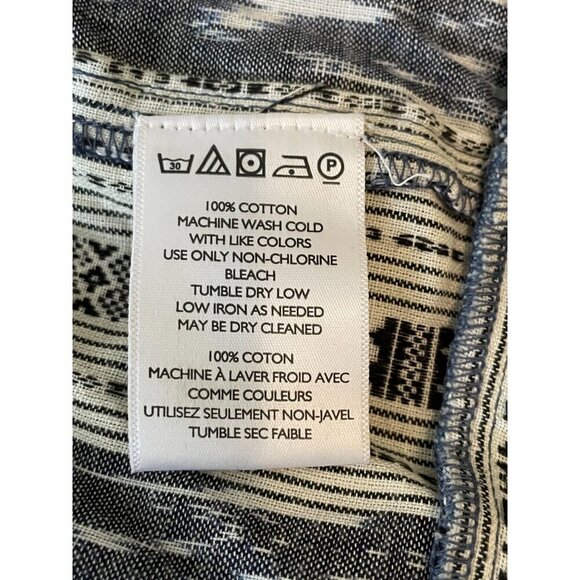 30 P
100% COTTON
MACHINE WASH COLD
WITH LIKE COLORS
USE ONLY NON-CHLORINE
BLEACH
TUMBLE DRY LOW
LOW IRON AS NEEDED
MAY BE DRY CLEANED
100% COTON
MACHINE À LAVER FROID AVEC
COMME COULEURS
UTILISEZ SEULEMENT NON-JAVEL
TUMBLE SEC FAIBLE